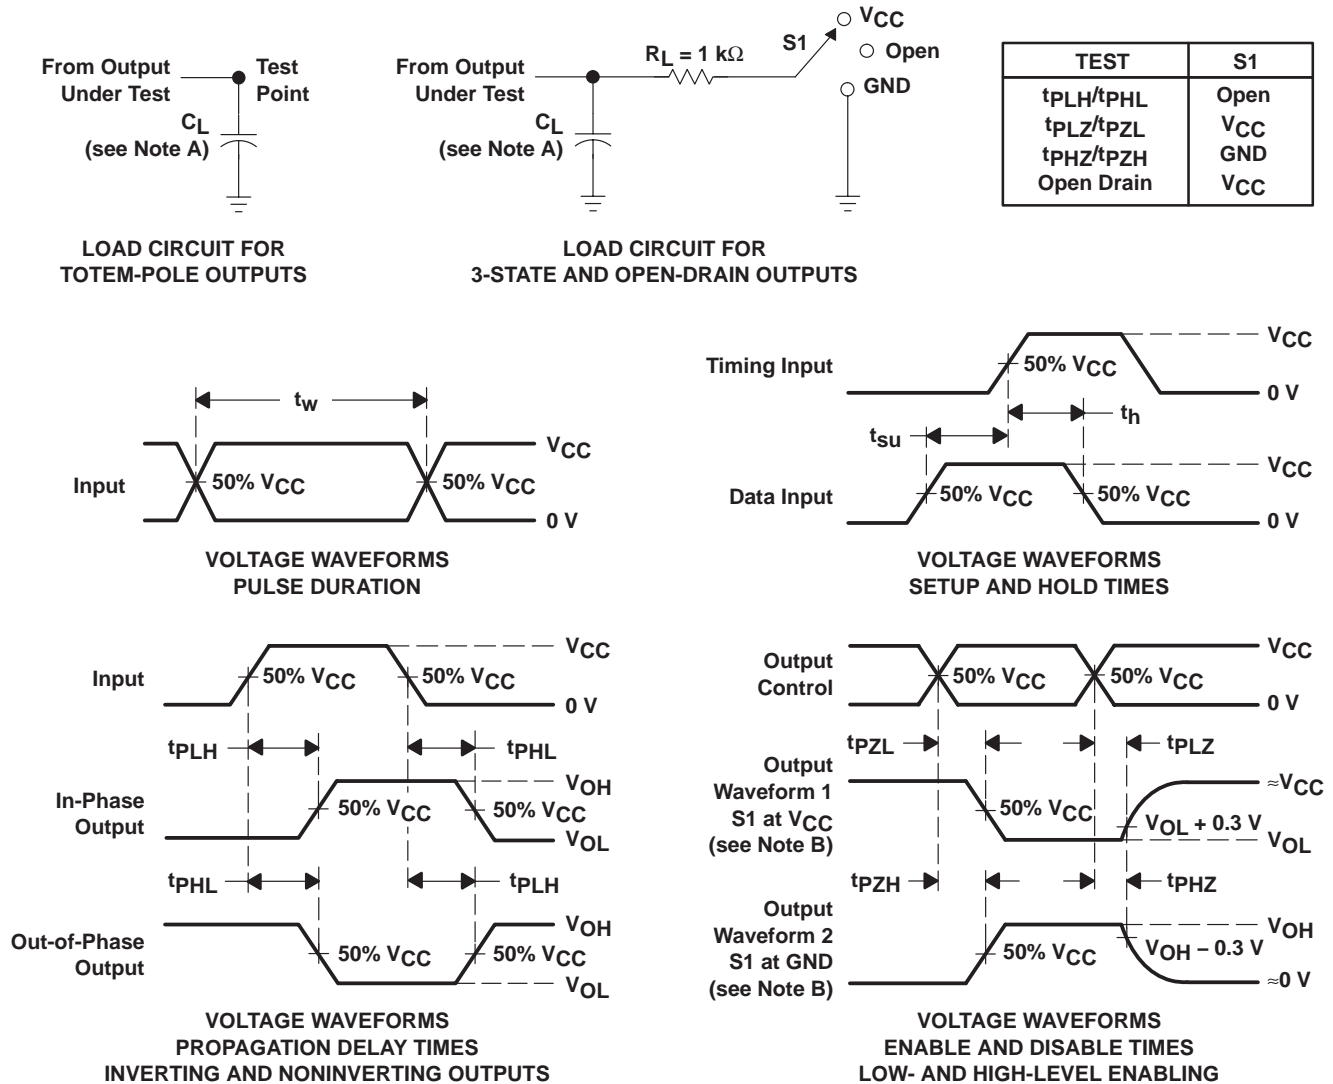 From Output
Under Test
Test
Point
CL
(see Note A)
LOAD CIRCUIT FOR
TOTEM-POLE OUTPUTS
From Output
Under Test
CL
(see Note A)
RL = 1 kΩ
S1
VCC
Open
GND
LOAD CIRCUIT FOR
3-STATE AND OPEN-DRAIN OUTPUTS
TEST S1
tPLH/tPHL Open
tPLZ/tPZL VCC
tPHZ/tPZH GND
Open Drain VCC
tw
Input
50% VCC
50% VCC
VCC
0 V
VOLTAGE WAVEFORMS
PULSE DURATION
Timing Input
50% VCC
VCC
0 V
tsu
th
Data Input
50% VCC
50% VCC
VCC
0 V
VOLTAGE WAVEFORMS
SETUP AND HOLD TIMES
Input
50% VCC
50% VCC
VCC
0 V
tPLH
tPHL
In-Phase
Output
50% VCC
50% VCC
VOH
VOL
tPHL
tPLH
Out-of-Phase
Output
50% VCC
50% VCC
VOH
VOL
VOLTAGE WAVEFORMS
PROPAGATION DELAY TIMES
INVERTING AND NONINVERTING OUTPUTS
Output
Control
50% VCC
50% VCC
VCC
0 V
tPZL
tPLZ
Output
Waveform 1
S1 at VCC
(see Note B)
50% VCC
VOL + 0.3 V
≈VCC
VOL
tPZH
tPHZ
Output
Waveform 2
S1 at GND
(see Note B)
50% VCC
VOH − 0.3 V
VOH
≈0 V
VOLTAGE WAVEFORMS
ENABLE AND DISABLE TIMES
LOW- AND HIGH-LEVEL ENABLING